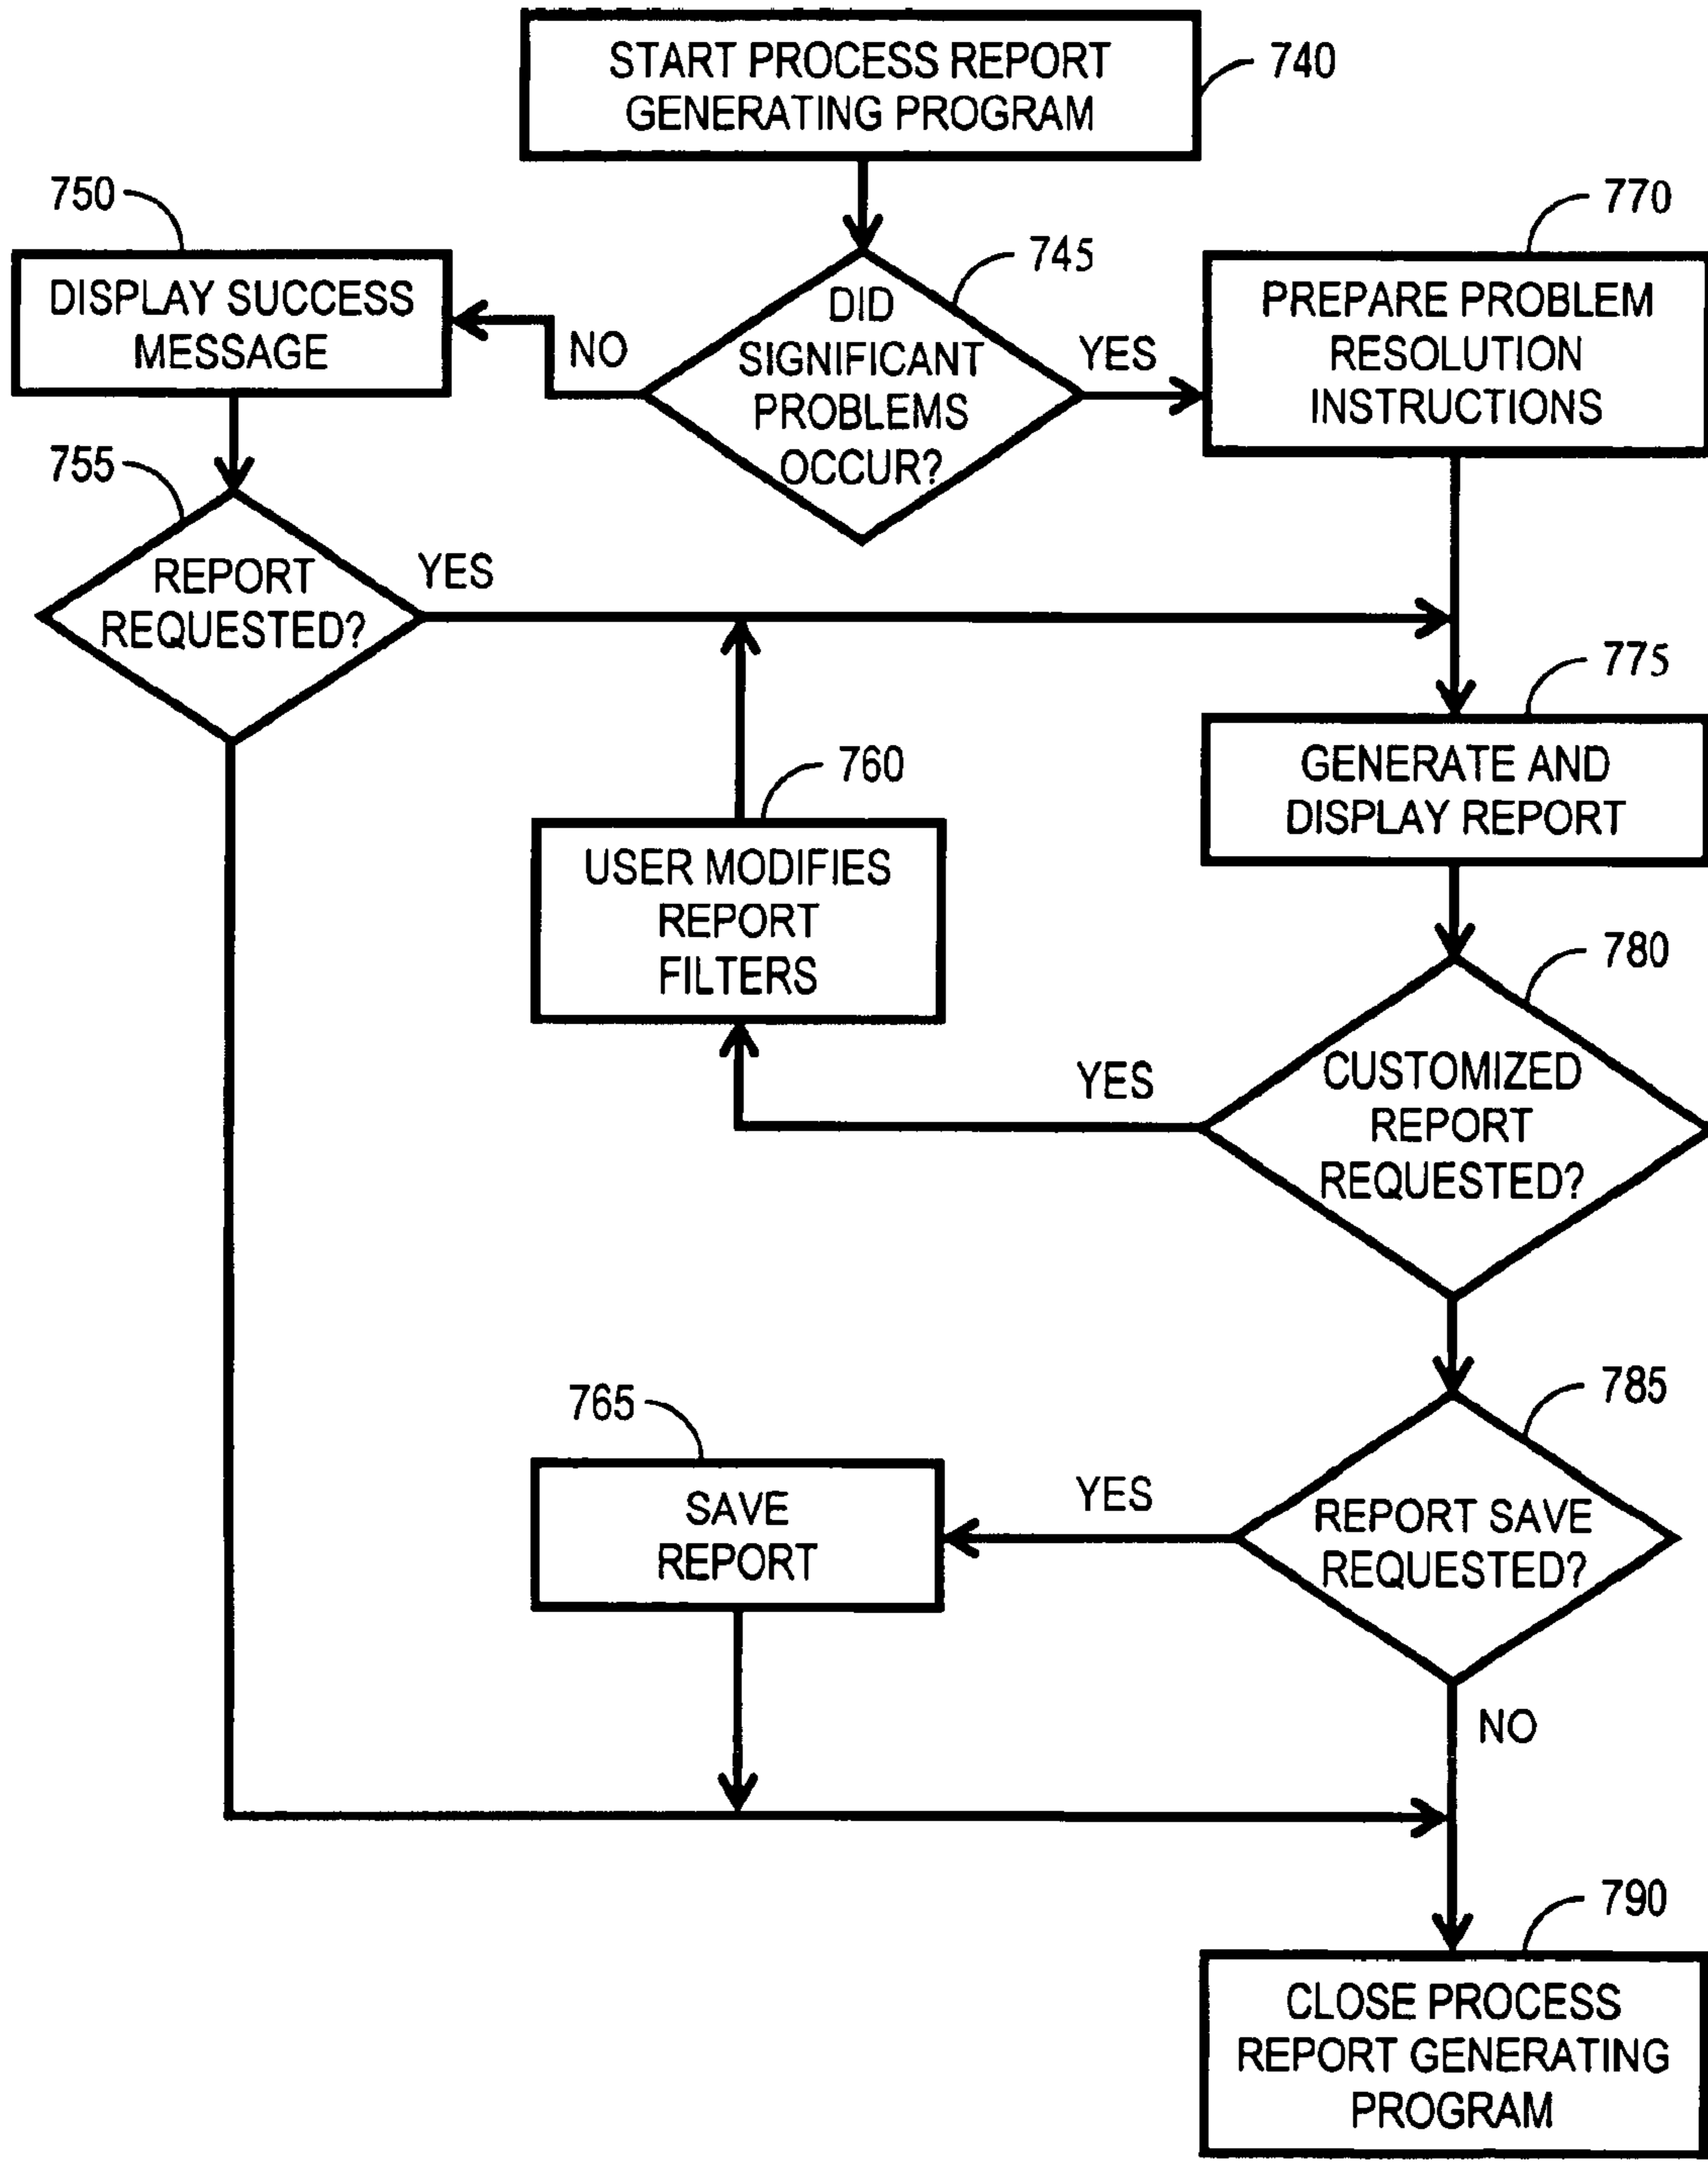 START PROCESS REPORT
GENERATING PROGRAM
740
750
DISPLAY SUCCESS
MESSAGE
NO
745
DID
SIGNIFICANT
PROBLEMS
OCCUR?
YES
770
PREPARE PROBLEM
RESOLUTION
INSTRUCTIONS
755
REPORT
REQUESTED?
YES
775
GENERATE AND
DISPLAY REPORT
760
USER MODIFIES
REPORT
FILTERS
780
CUSTOMIZED
REPORT
REQUESTED?
YES
785
REPORT SAVE
REQUESTED?
YES
765
SAVE
REPORT
NO
790
CLOSE PROCESS
REPORT GENERATING
PROGRAM